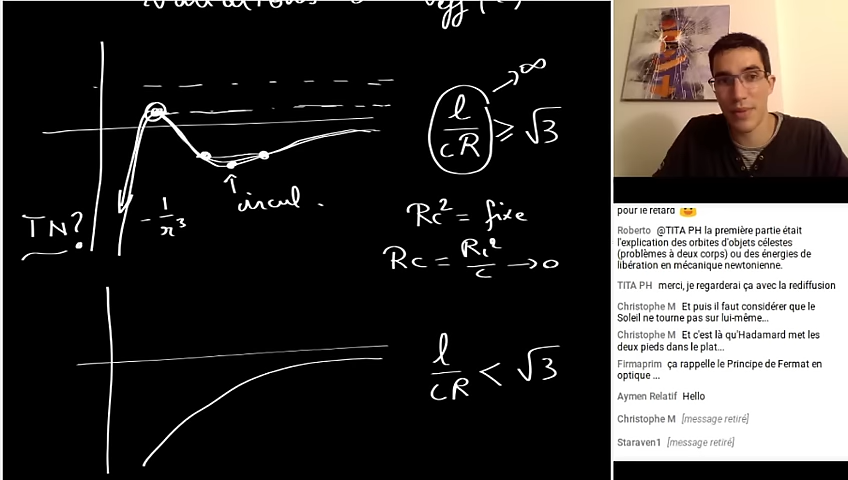 Veff(r)
l/cR ≥ √3
→∞
- 1/x³
circul.
TN?
Rc² = fixe
Rc = Rc²/c → 0
l/cR < √3
pour le retard
Roberto @TITA PH la première partie était
l'explication des orbites d'objets célestes
(problèmes à deux corps) ou des énergies de
libération en mécanique newtonienne.
TITA PH merci, je regarderai ça avec la rediffusion
Christophe M Et puis il faut considérer que le
Soleil ne tourne pas sur lui-même...
Christophe M Et c'est là qu'Hadamard met les
deux pieds dans le plat...
Firmaprim ça rappelle le Principe de Fermat en
optique ...
Aymen Relatif Hello
Christophe M [message retiré]
Staraven1 [message retiré]